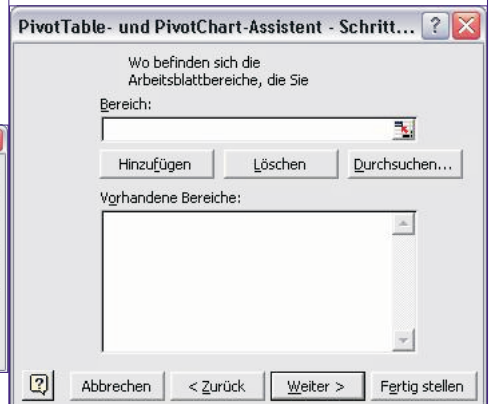 PivotTable- und PivotChart-Assistent - Schritt...
Wo befinden sich die
Arbeitsblattbereiche, die Sie
Bereich:
Hinzufügen Löschen Durchsuchen...
Vorhandene Bereiche:
Abbrechen < Zurück Weiter > Fertig stellen